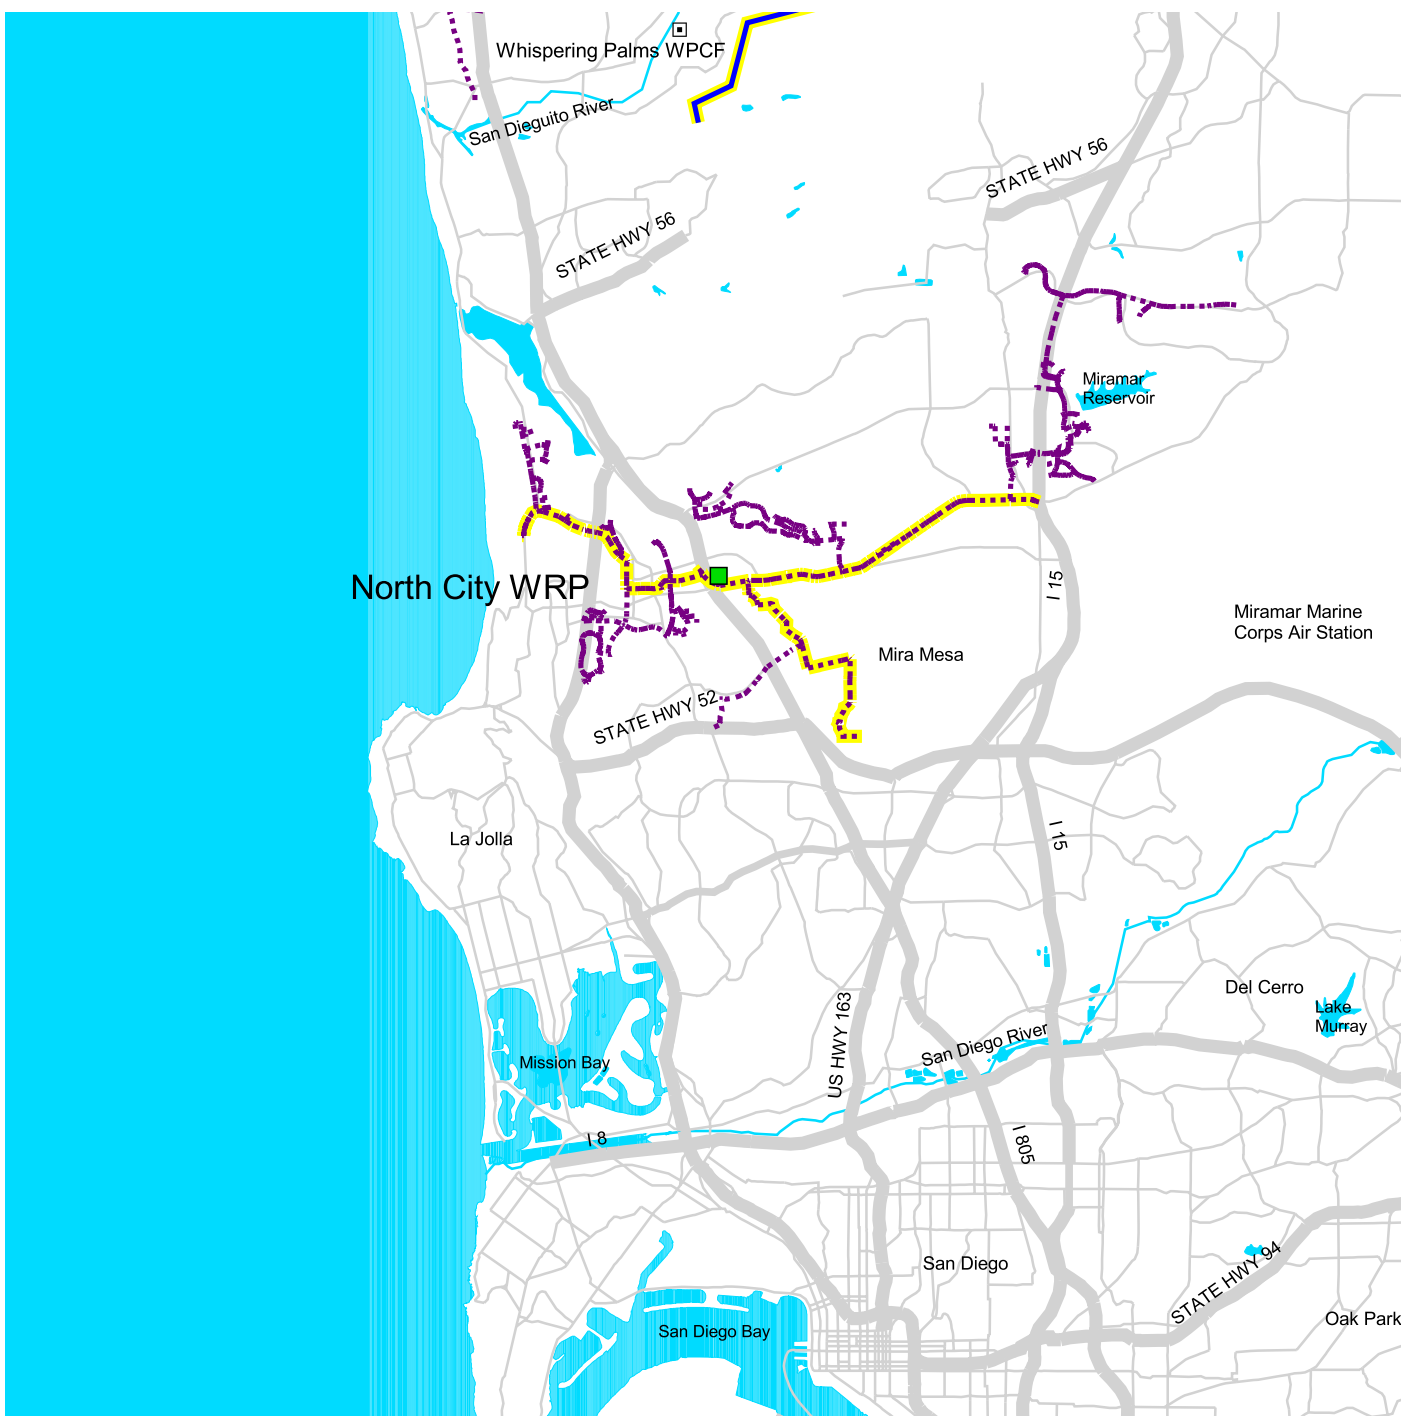 Whispering Palms WPCF
San Dieguito River
STATE HWY 56
STATE HWY 56
Miramar
Reservoir
North City WRP
I 15
Miramar Marine
Corps Air Station
Mira Mesa
STATE HWY 52
La Jolla
I 15
Del Cerro
Lake
Murray
US HWY 163
San Diego River
Mission Bay
I 8
I 805
San Diego
STATE HWY 94
Oak Park
San Diego Bay